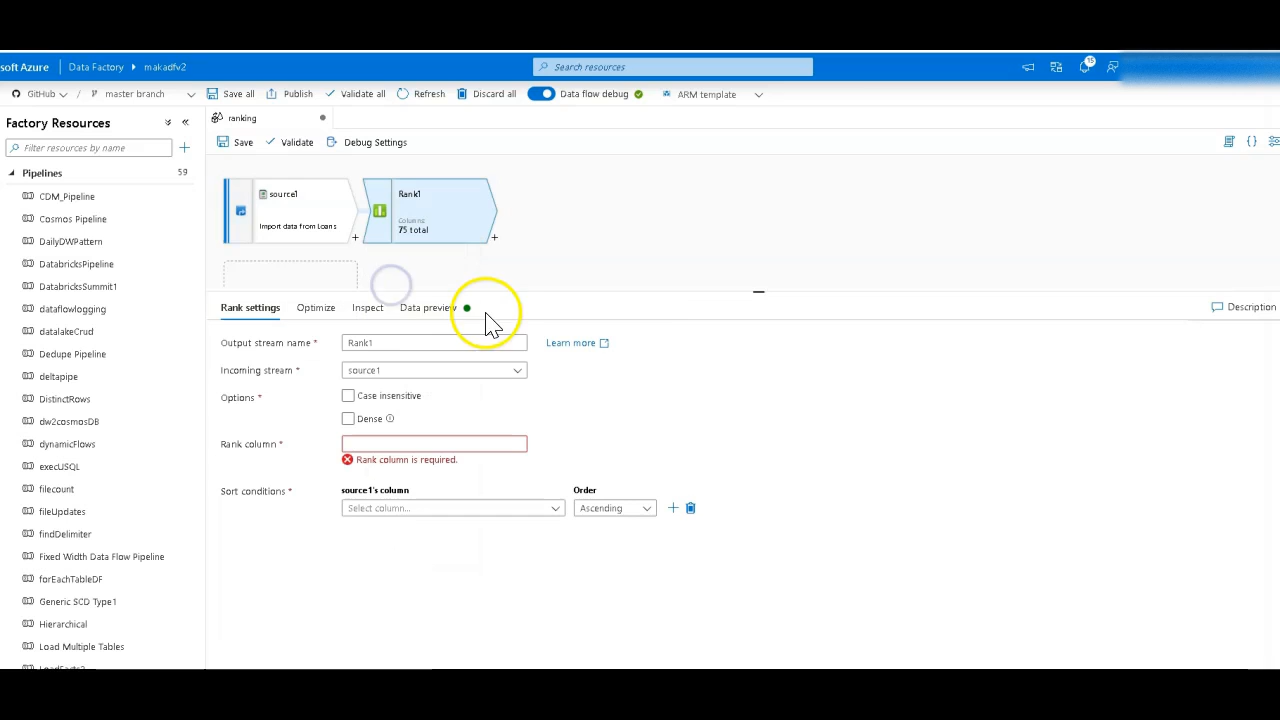 soft Azure
Data Factory
makadfv2
Search resources
15
GitHub
/
master branch
Save all
Publish
Validate all
Refresh
Discard all
Data flow debug
ARM template
Factory Resources
ranking
Filter resources by name
Save
Validate
Debug Settings
Pipelines 59
CDM_Pipeline
Cosmos Pipeline
DailyDWPattern
DatabricksPipeline
DatabricksSummit1
dataflowlogging
datalakeCrud
Dedupe Pipeline
deltapipe
DistinctRows
dw2cosmosDB
dynamicFlows
execUSQL
filecount
fileUpdates
findDelimiter
Fixed Width Data Flow Pipeline
forEachTableDF
Generic SCD Type1
Hierarchical
Load Multiple Tables
LoadFacts2
source1
Import data from Loans
Rank1
Columns:
75 total
Rank settings
Optimize
Inspect
Data preview
Description
Output stream name *
Rank1
Learn more
Incoming stream *
source1
Options *
Case insensitive
Dense
Rank column *
Rank column is required.
Sort conditions *
source1's column
Order
Select column...
Ascending